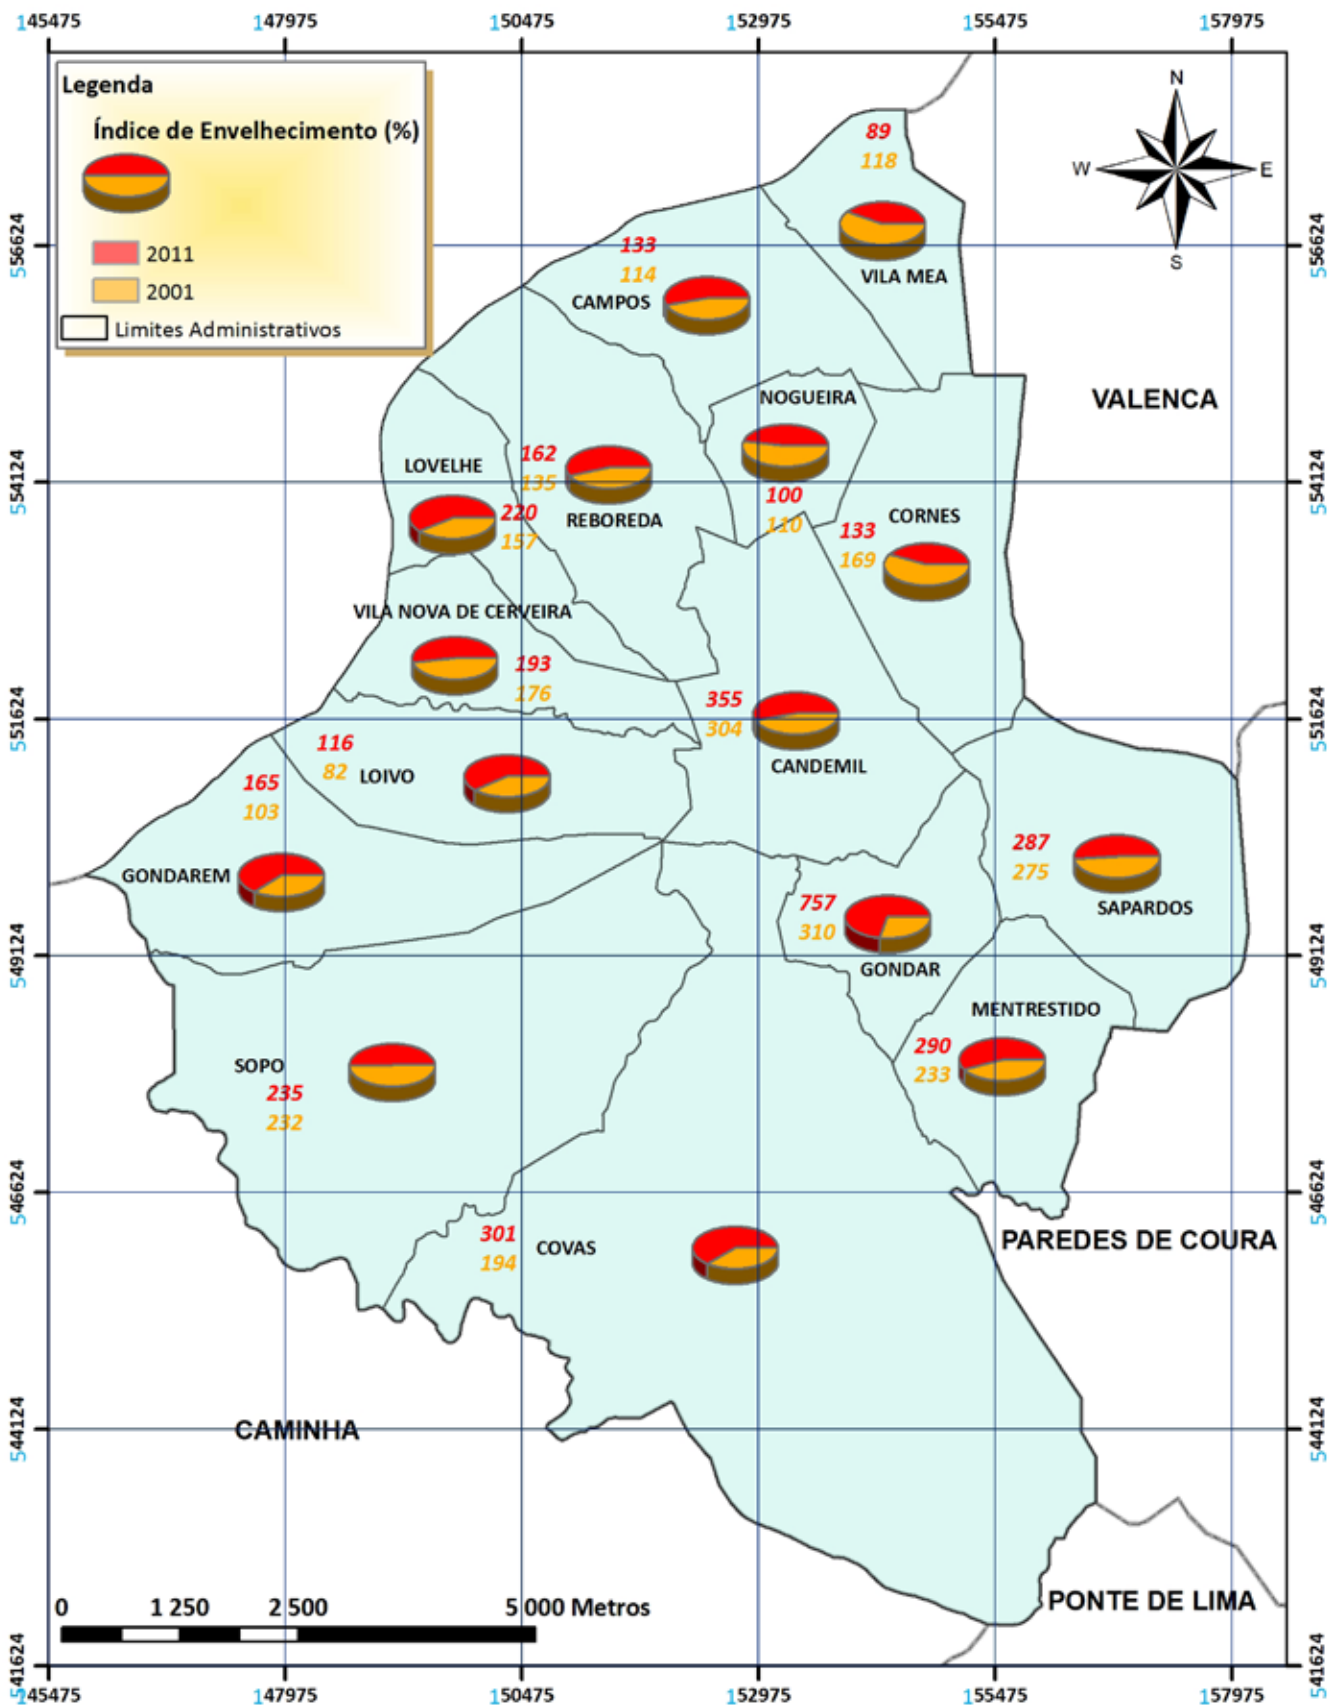 145475 147975 150475 152975 155475 157975
Legenda
Índice de Envelhecimento (%)
2011
2001
Limites Administrativos
N
W E
S
89
118
VILA MEA
556624 556624
133
114
CAMPOS
VALENCA
NOGUEIRA
100
110
162
135
REBOREDA
LOVELHE
220
157
554124 554124
CORNES
133
169
VILA NOVA DE CERVEIRA
193
176
355
304
CANDEMIL
551624 551624
116
82
LOIVO
165
103
GONDAREM
287
275
SAPARDOS
757
310
GONDAR
549124 549124
MENTRESTIDO
290
233
SOPO
235
232
546624 546624
301
194
COVAS
PAREDES DE COURA
CAMINHA
544124 544124
PONTE DE LIMA
0 1 250 2 500 5 000 Metros
541624 541624
145475 147975 150475 152975 155475 157975